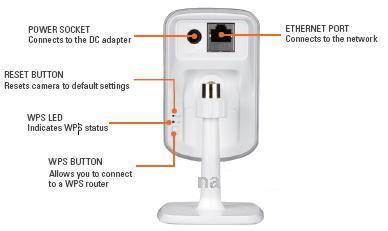 POWER SOCKET
Connects to the DC adapter
ETHERNET PORT
Connects to the network
RESET BUTTON
Resets camera to default settings
WPS LED
Indicates WPS status
WPS BUTTON
Allows you to connect
to a WPS router
na